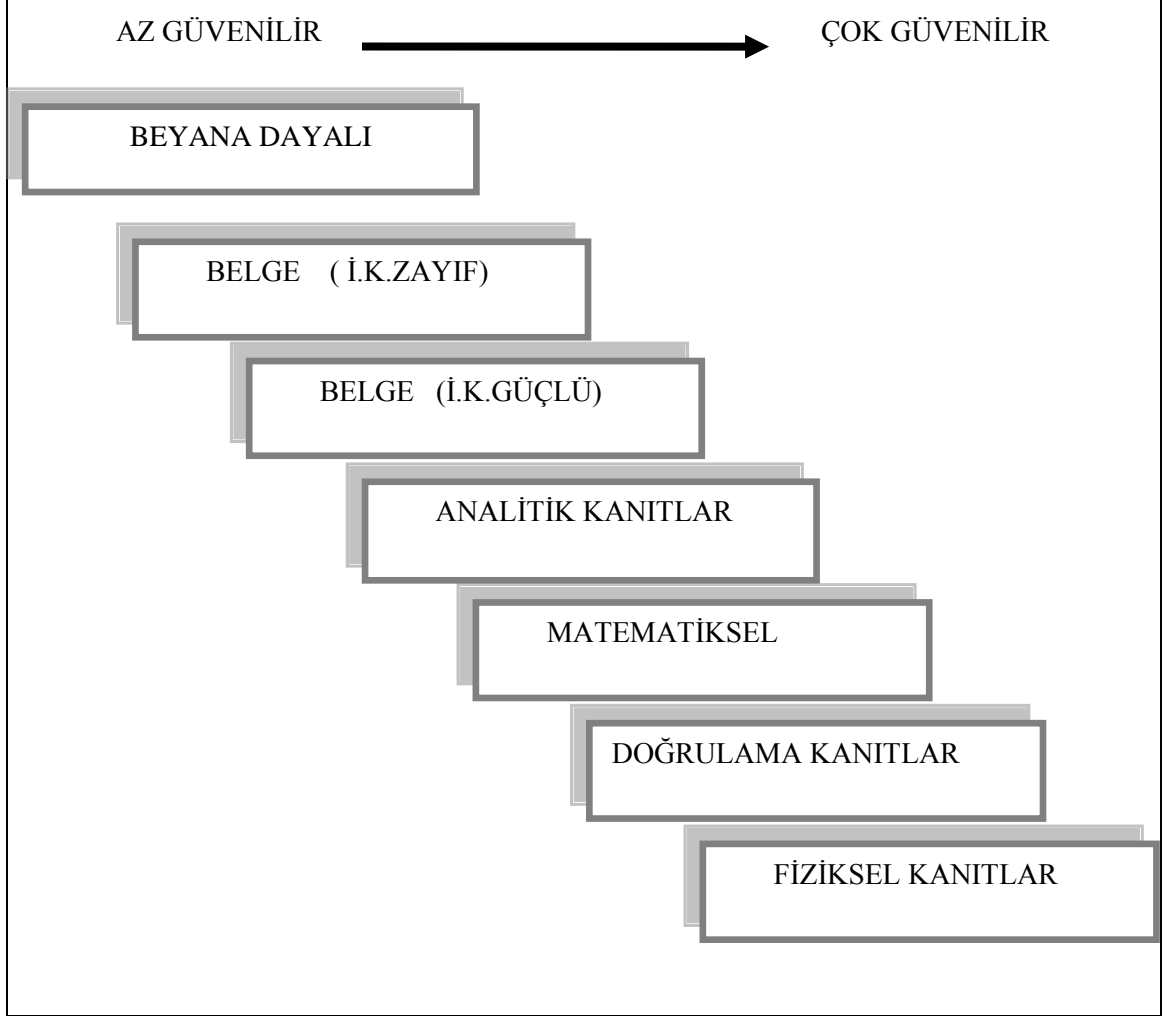 AZ GÜVENİLİR ÇOK GÜVENİLİR
BEYANA DAYALI
BELGE ( İ.K.ZAYIF)
BELGE (İ.K.GÜÇLÜ)
ANALİTİK KANITLAR
MATEMATİKSEL
DOĞRULAMA KANITLAR
FİZİKSEL KANITLAR